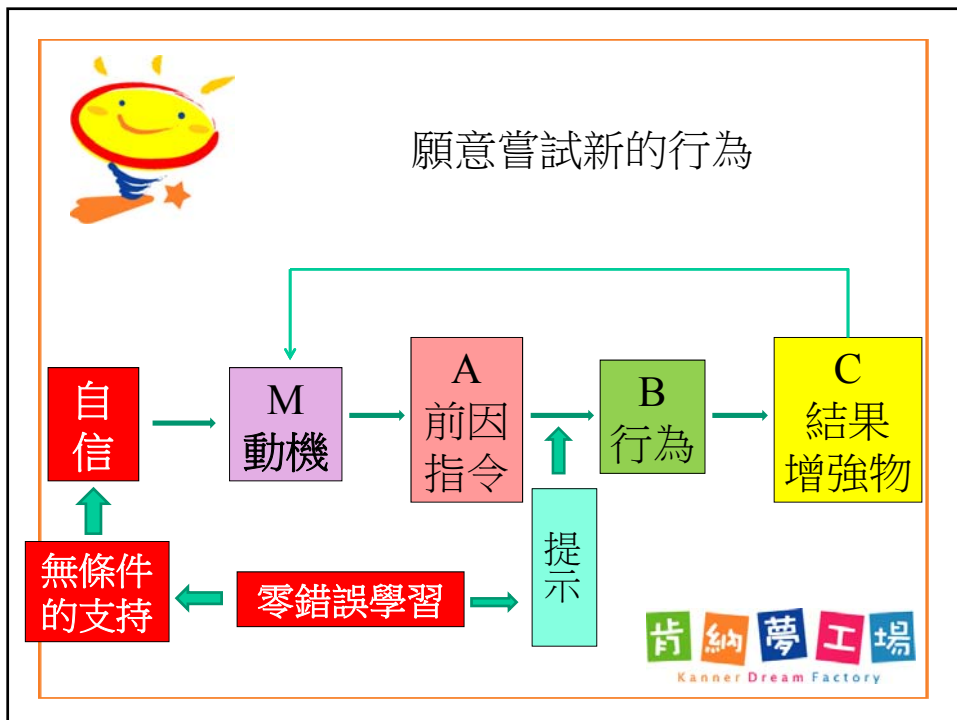 願意嘗試新的行為
自
信
M
動機
A
前因
指令
B
行為
C
結果
增強物
無條件
的支持
零錯誤學習
提
示
肯納夢工場
Kanner Dream Factory